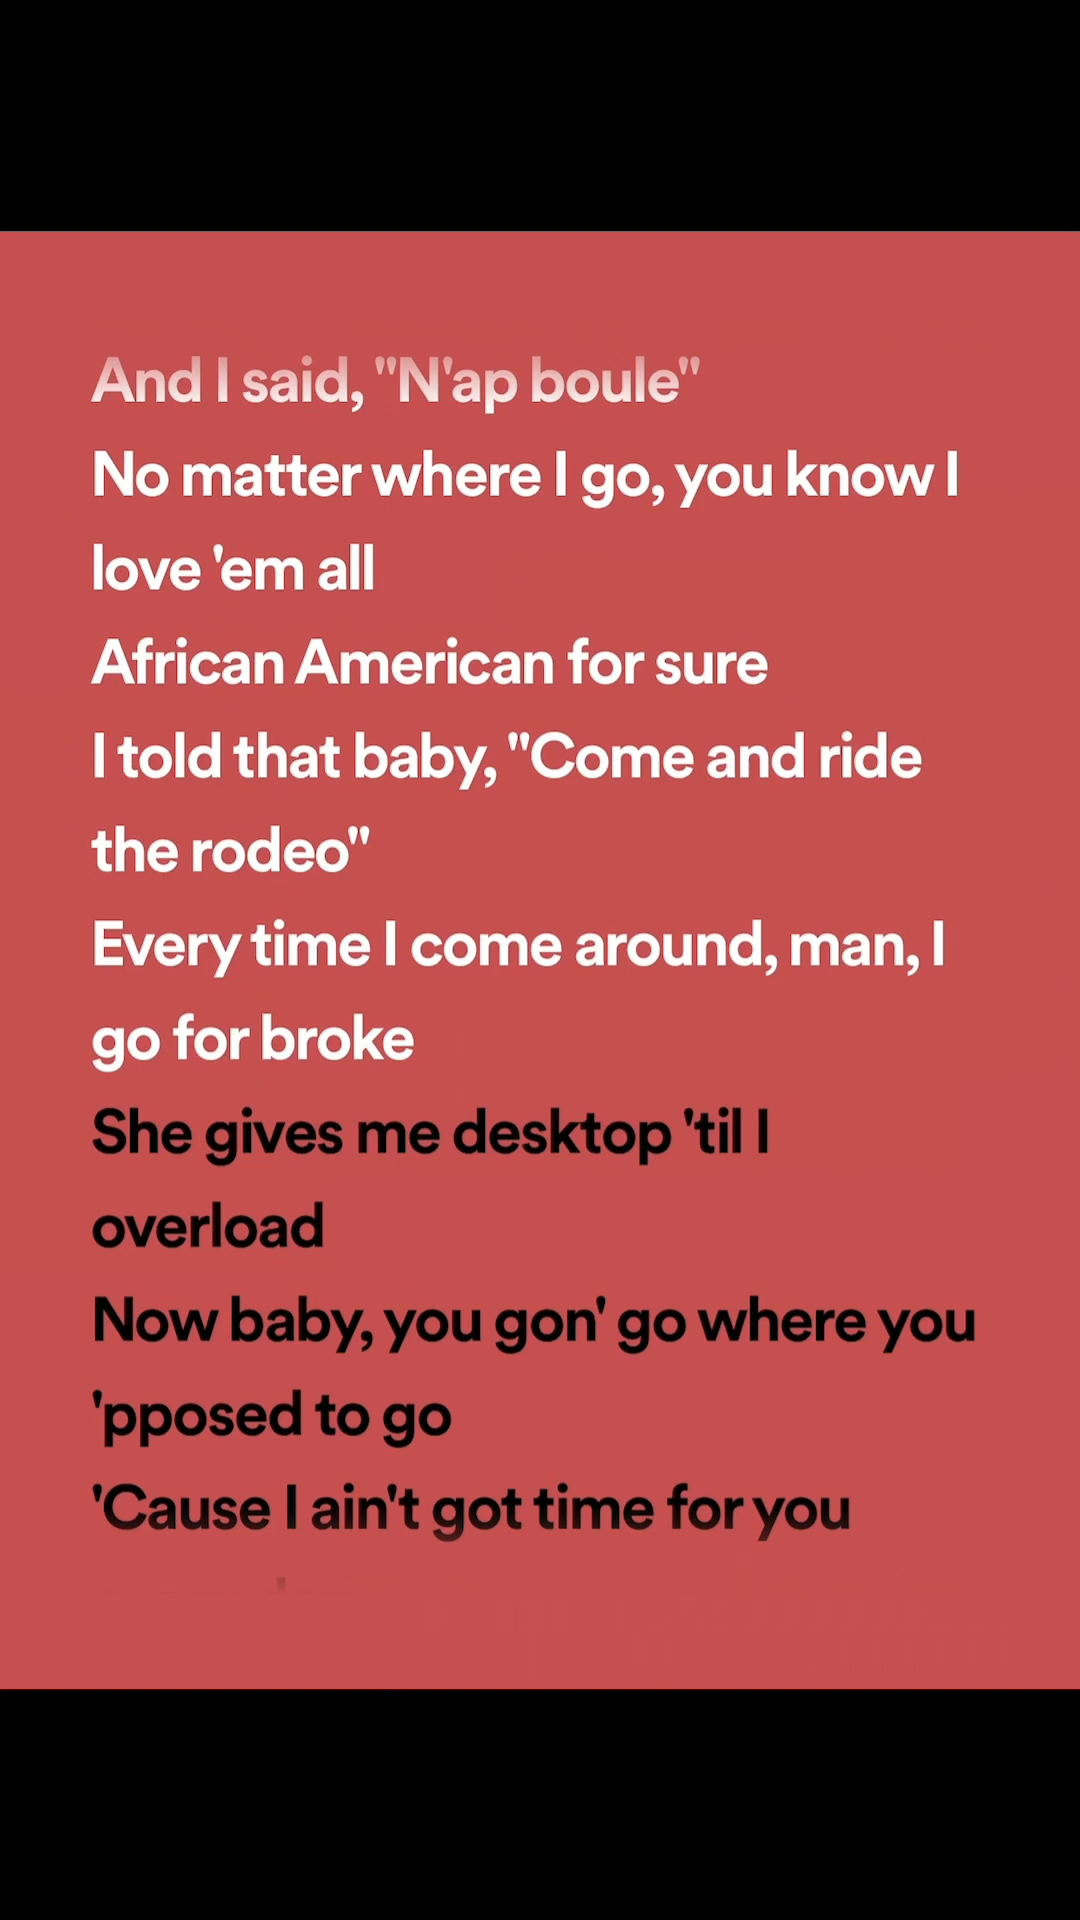 And I said, "N'ap boule"
No matter where I go, you know I
love 'em all
African American for sure
I told that baby, "Come and ride
the rodeo"
Every time I come around, man, I
go for broke
She gives me desktop 'til I
overload
Now baby, you gon' go where you
'pposed to go
'Cause I ain't got time for you